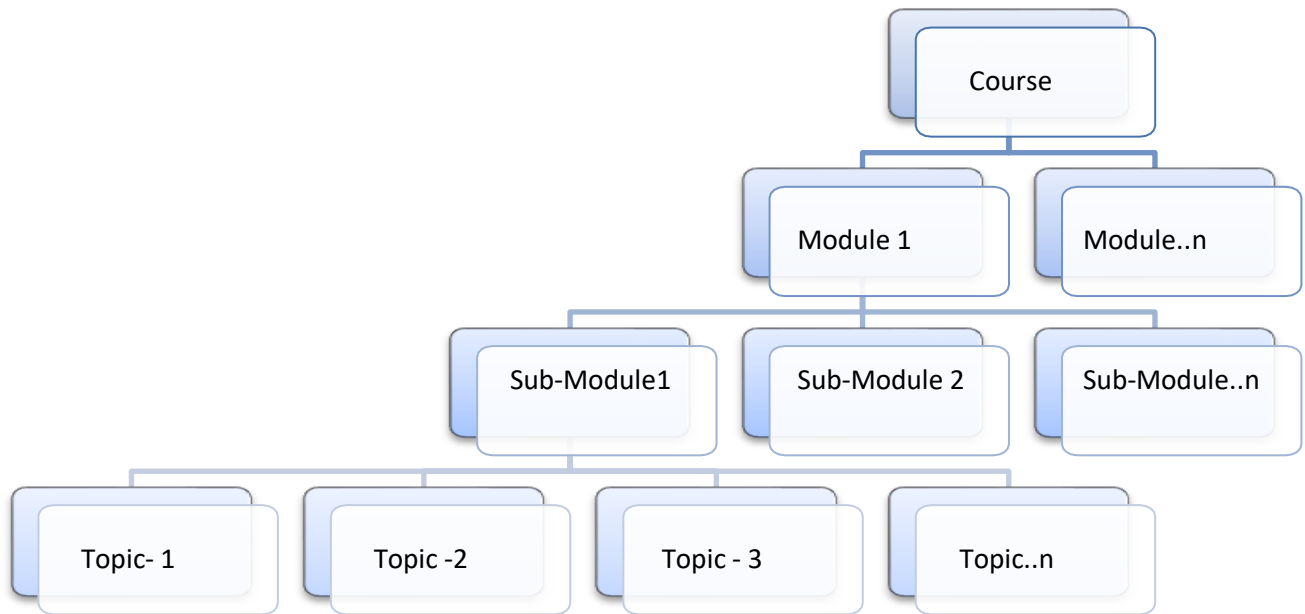 Course
Module 1
Module..n
Sub-Module1
Sub-Module 2
Sub-Module..n
Topic- 1
Topic -2
Topic - 3
Topic..n